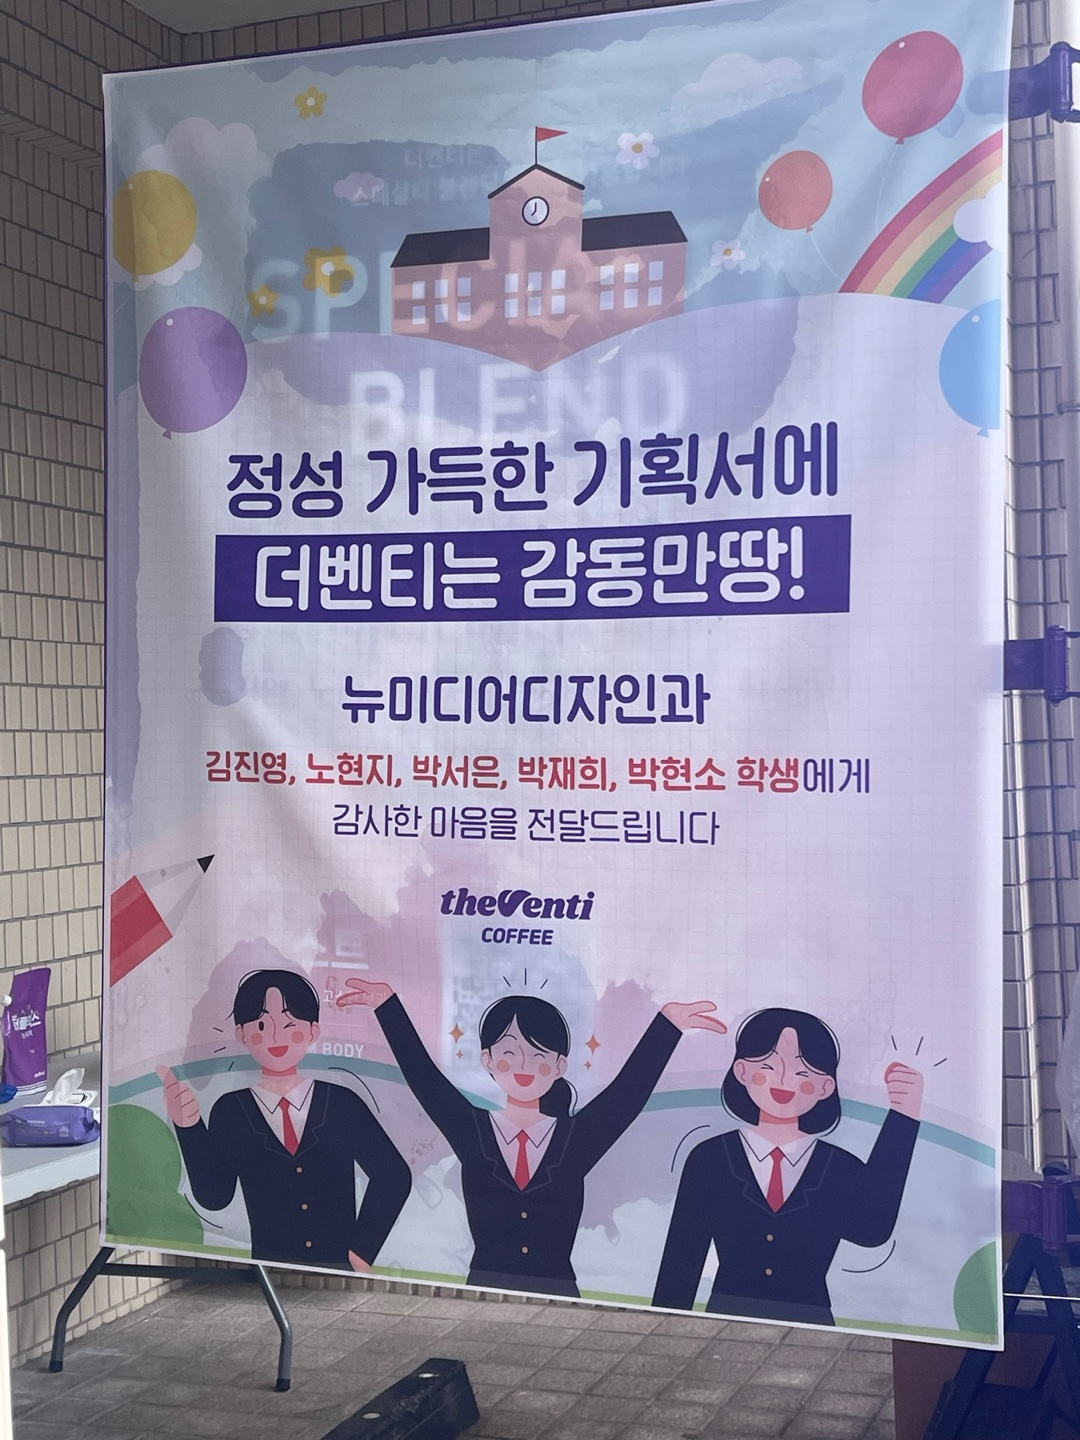 SPECIAL
BLEND
정성 가득한 기획서에
더벤티는 감동만땅!
뉴미디어디자인과
김진영, 노현지, 박서은, 박재희, 박현소 학생에게
감사한 마음을 전달드립니다
theVenti
COFFEE
BODY